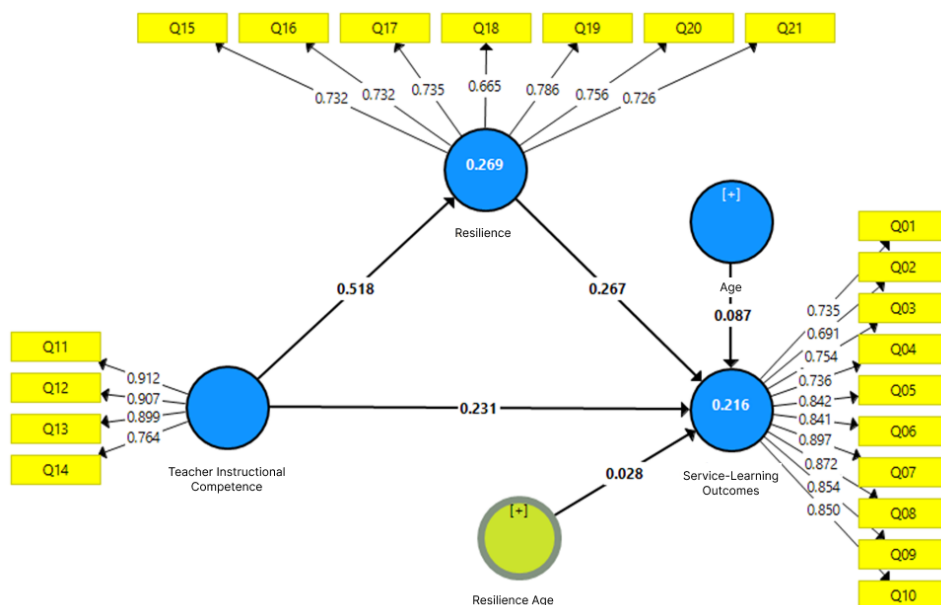 Q15 Q16 Q17 Q18 Q19 Q20 Q21
0.732 0.732 0.735 0.665 0.786 0.756 0.726
0.269
Resilience
[+]
Age
0.087
0.518
0.267
Q01
Q02
Q03
Q04
Q05
Q06
Q07
Q08
Q09
Q10
0.735
0.691
0.754
0.736
0.842
0.841
0.897
0.872
0.854
0.850
Q11
Q12
Q13
Q14
0.912
0.907
0.899
0.764
0.231
0.216
Teacher Instructional
Competence
Service-Learning
Outcomes
0.028
[+]
Resilience Age